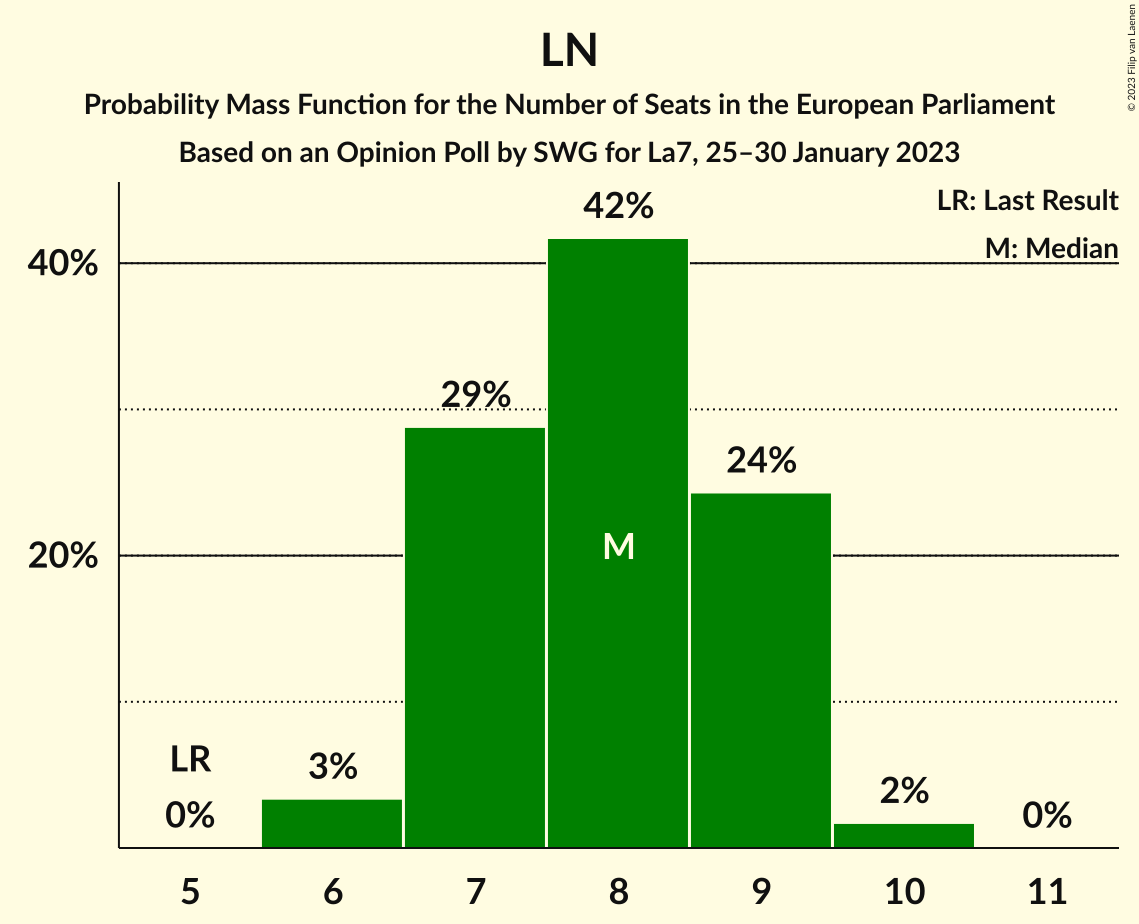 LN
Probability Mass Function for the Number of Seats in the European Parliament
Based on an Opinion Poll by SWG for La7, 25–30 January 2023
© 2023 Filip van Laenen
LR: Last Result
M: Median
42%
40%
29%
24%
M
20%
LR
3%
2%
0%
0%
5 6 7 8 9 10 11